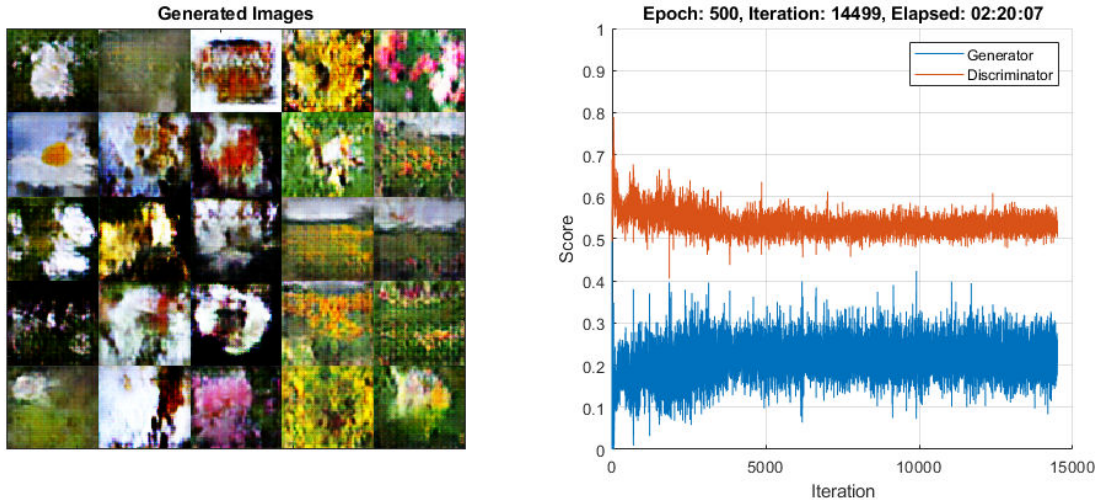 Generated Images
Epoch: 500, Iteration: 14499, Elapsed: 02:20:07
Generator
Discriminator
1
0.9
0.8
0.7
0.6
0.5
0.4
0.3
0.2
0.1
0
Score
0 5000 10000 15000
Iteration